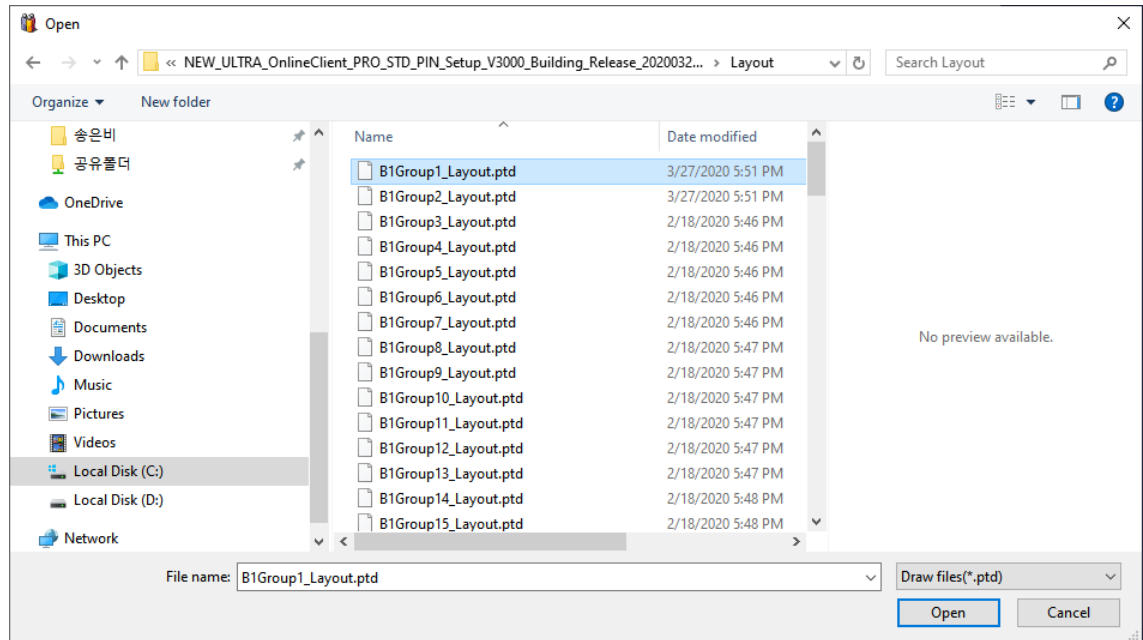 Open
« NEW_ULTRA_OnlineClient_PRO_STD_PIN_Setup_V3000_Building_Release_2020032... > Layout
Search Layout
Organize
New folder
송은비
공유폴더
OneDrive
This PC
3D Objects
Desktop
Documents
Downloads
Music
Pictures
Videos
Local Disk (C:)
Local Disk (D:)
Network
Name Date modified
B1Group1_Layout.ptd 3/27/2020 5:51 PM
B1Group2_Layout.ptd 3/27/2020 5:51 PM
B1Group3_Layout.ptd 2/18/2020 5:46 PM
B1Group4_Layout.ptd 2/18/2020 5:46 PM
B1Group5_Layout.ptd 2/18/2020 5:46 PM
B1Group6_Layout.ptd 2/18/2020 5:46 PM
B1Group7_Layout.ptd 2/18/2020 5:46 PM
B1Group8_Layout.ptd 2/18/2020 5:47 PM
B1Group9_Layout.ptd 2/18/2020 5:47 PM
B1Group10_Layout.ptd 2/18/2020 5:47 PM
B1Group11_Layout.ptd 2/18/2020 5:47 PM
B1Group12_Layout.ptd 2/18/2020 5:47 PM
B1Group13_Layout.ptd 2/18/2020 5:47 PM
B1Group14_Layout.ptd 2/18/2020 5:48 PM
B1Group15_Layout.ptd 2/18/2020 5:48 PM
No preview available.
File name: B1Group1_Layout.ptd
Draw files(*.ptd)
Open
Cancel